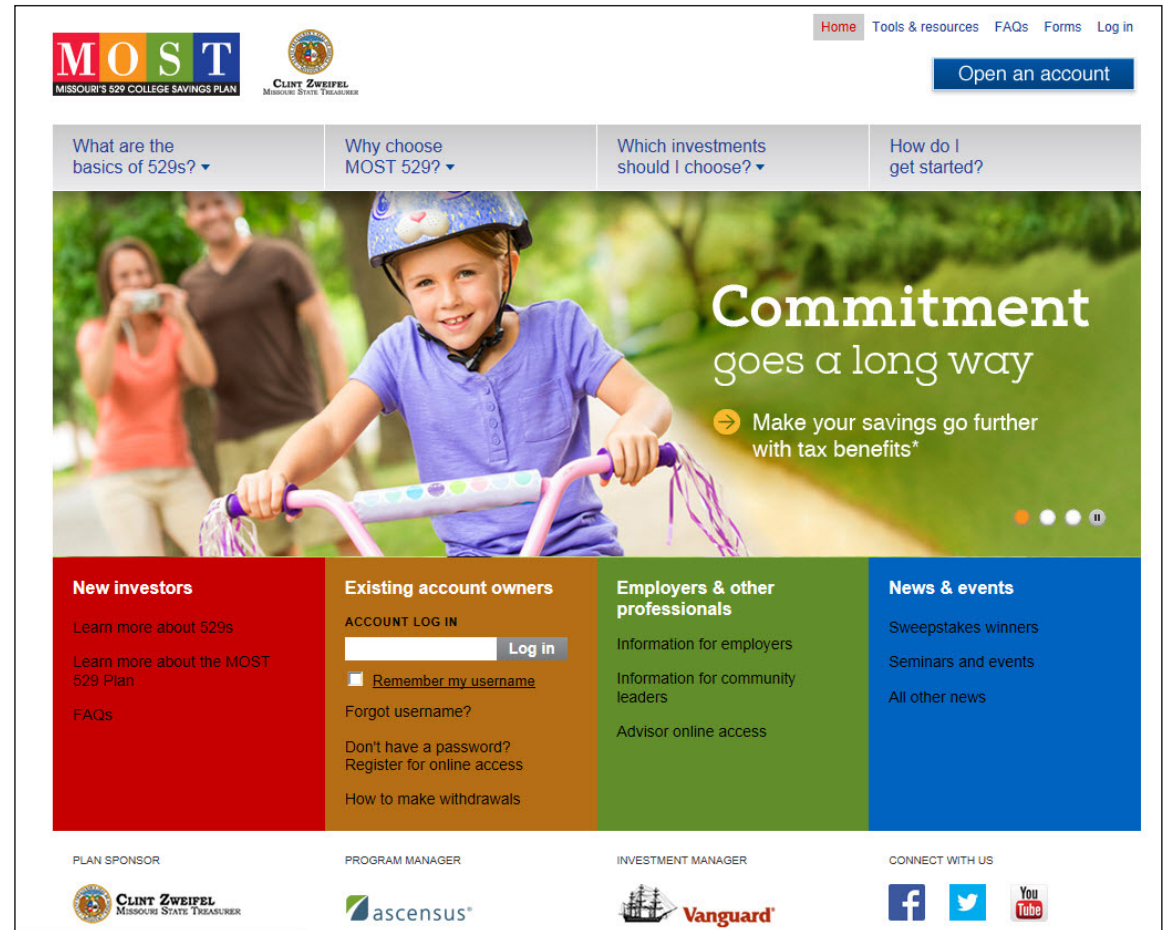 Home Tools & resources FAQs Forms Log in
MOST
MISSOURI'S 529 COLLEGE SAVINGS PLAN
CLINT ZWEIFEL
MISSOURI STATE TREASURER
Open an account
What are the
basics of 529s?
Why choose
MOST 529?
Which investments
should I choose?
How do I
get started?
Commitment
goes a long way
Make your savings go further
with tax benefits*
New investors
Learn more about 529s
Learn more about the MOST
529 Plan
FAQs
Existing account owners
ACCOUNT LOG IN
Log in
Remember my username
Forgot username?
Don't have a password?
Register for online access
How to make withdrawals
Employers & other
professionals
Information for employers
Information for community
leaders
Advisor online access
News & events
Sweepstakes winners
Seminars and events
All other news
PLAN SPONSOR
CLINT ZWEIFEL
MISSOURI STATE TREASURER
PROGRAM MANAGER
ascensus®
INVESTMENT MANAGER
Vanguard®
CONNECT WITH US
f
You
Tube